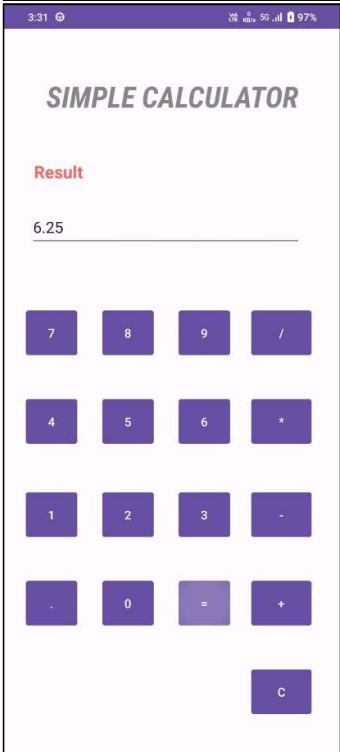 3:31 97%
SIMPLE CALCULATOR
Result
6.25
7 8 9 /
4 5 6 *
1 2 3 -
. 0 = +
C